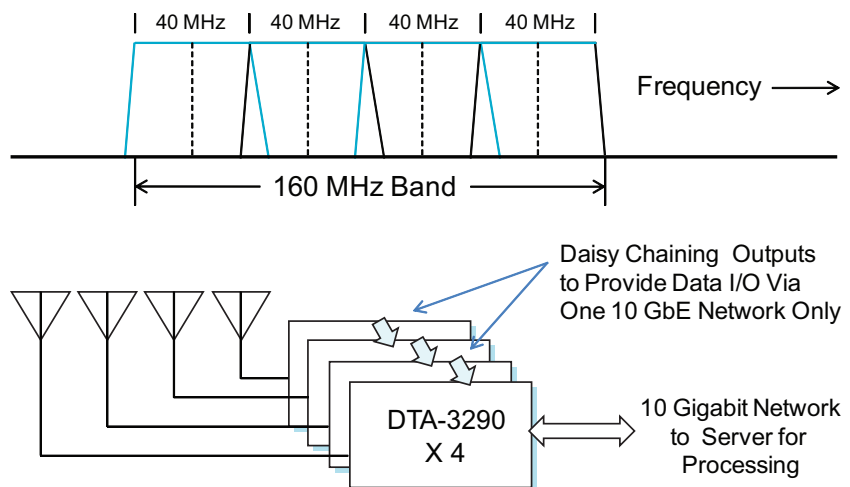 40 MHz 40 MHz 40 MHz 40 MHz
Frequency
160 MHz Band
Daisy Chaining Outputs
to Provide Data I/O Via
One 10 GbE Network Only
DTA-3290
X 4
10 Gigabit Network
to Server for
Processing